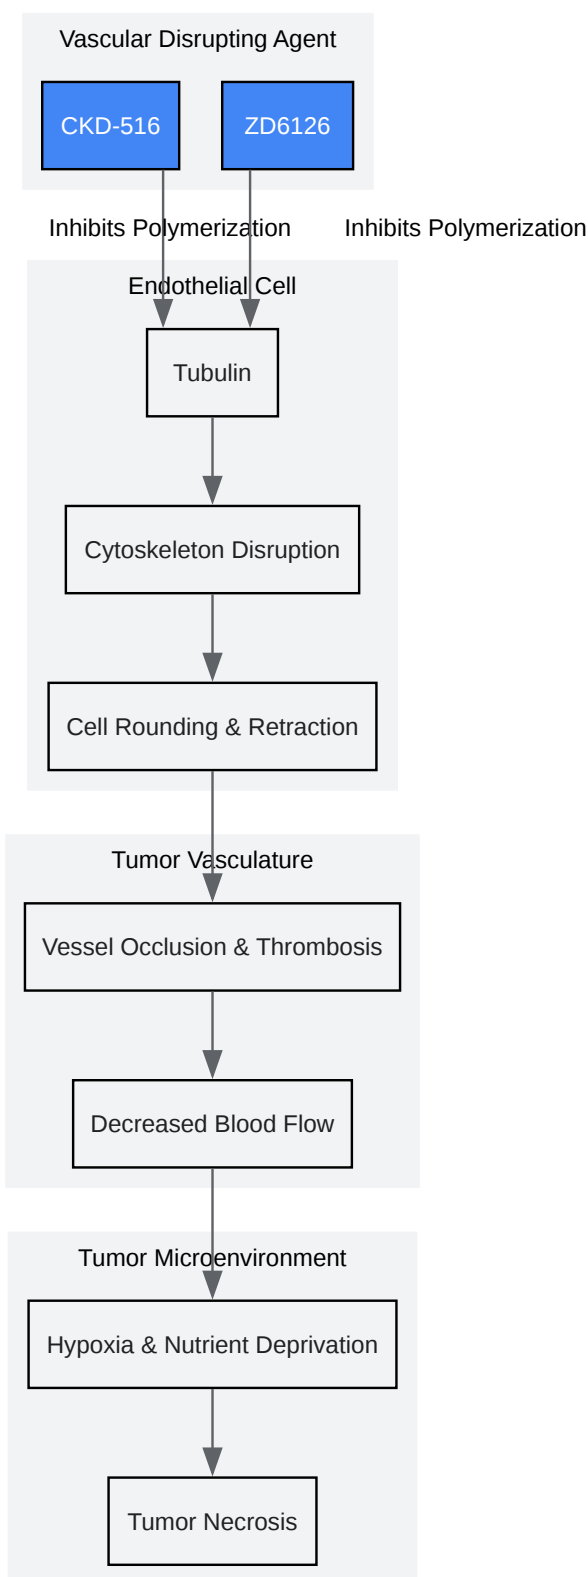 Vascular Disrupting Agent
CKD-516
ZD6126
Inhibits Polymerization
Inhibits Polymerization
Endothelial Cell
Tubulin
Cytoskeleton Disruption
Cell Rounding & Retraction
Tumor Vasculature
Vessel Occlusion & Thrombosis
Decreased Blood Flow
Tumor Microenvironment
Hypoxia & Nutrient Deprivation
Tumor Necrosis